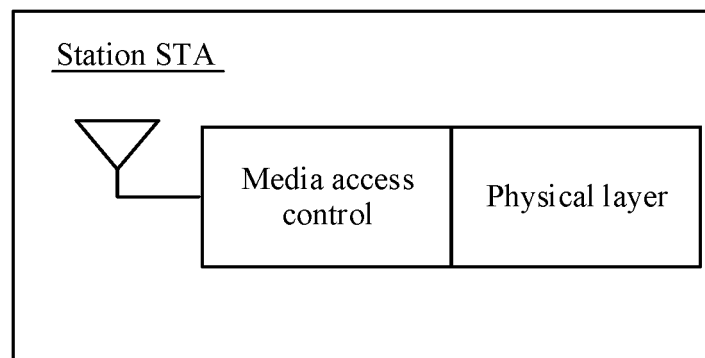 Station STA
Media access
control
Physical layer